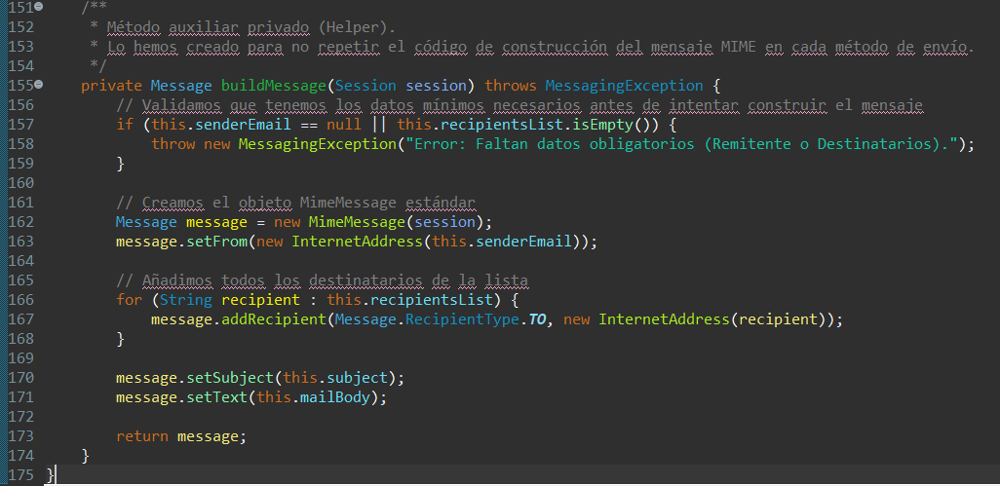 151 /**
152 * Método auxiliar privado (Helper).
153 * Lo hemos creado para no repetir el código de construcción del mensaje MIME en cada método de envío.
154 */
155 private Message buildMessage(Session session) throws MessagingException {
156 // Validamos que tenemos los datos mínimos necesarios antes de intentar construir el mensaje
157 if (this.senderEmail == null || this.recipientsList.isEmpty()) {
158 throw new MessagingException("Error: Faltan datos obligatorios (Remitente o Destinatarios).");
159 }
160
161 // Creamos el objeto MimeMessage estándar
162 Message message = new MimeMessage(session);
163 message.setFrom(new InternetAddress(this.senderEmail));
164
165 // Añadimos todos los destinatarios de la lista
166 for (String recipient : this.recipientsList) {
167 message.addRecipient(Message.RecipientType.TO, new InternetAddress(recipient));
168 }
169
170 message.setSubject(this.subject);
171 message.setText(this.mailBody);
172
173 return message;
174 }
175 }